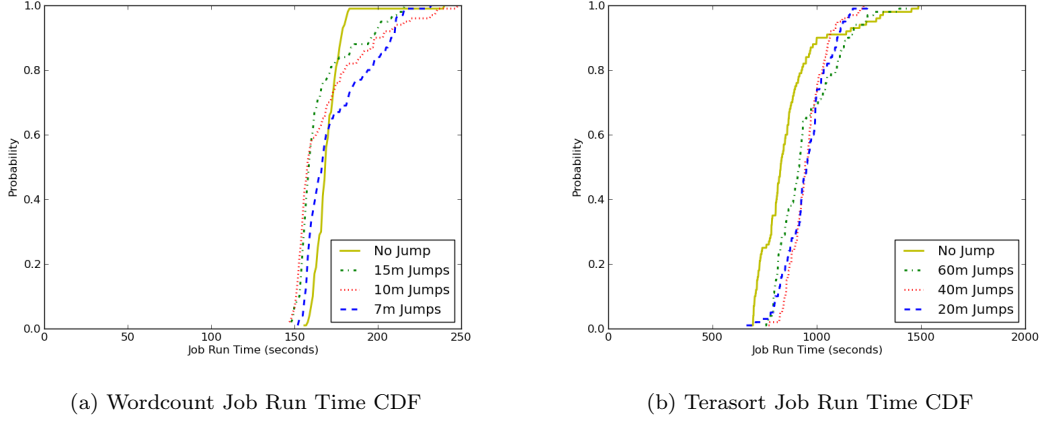 1.0
0.8
0.6
0.4
0.2
0.0
Probability
0
50
100
150
200
250
Job Run Time (seconds)
No Jump
15m Jumps
10m Jumps
7m Jumps
(a) Wordcount Job Run Time CDF
1.0
0.8
0.6
0.4
0.2
0.0
Probability
0
500
1000
1500
2000
Job Run Time (seconds)
No Jump
60m Jumps
40m Jumps
20m Jumps
(b) Terasort Job Run Time CDF